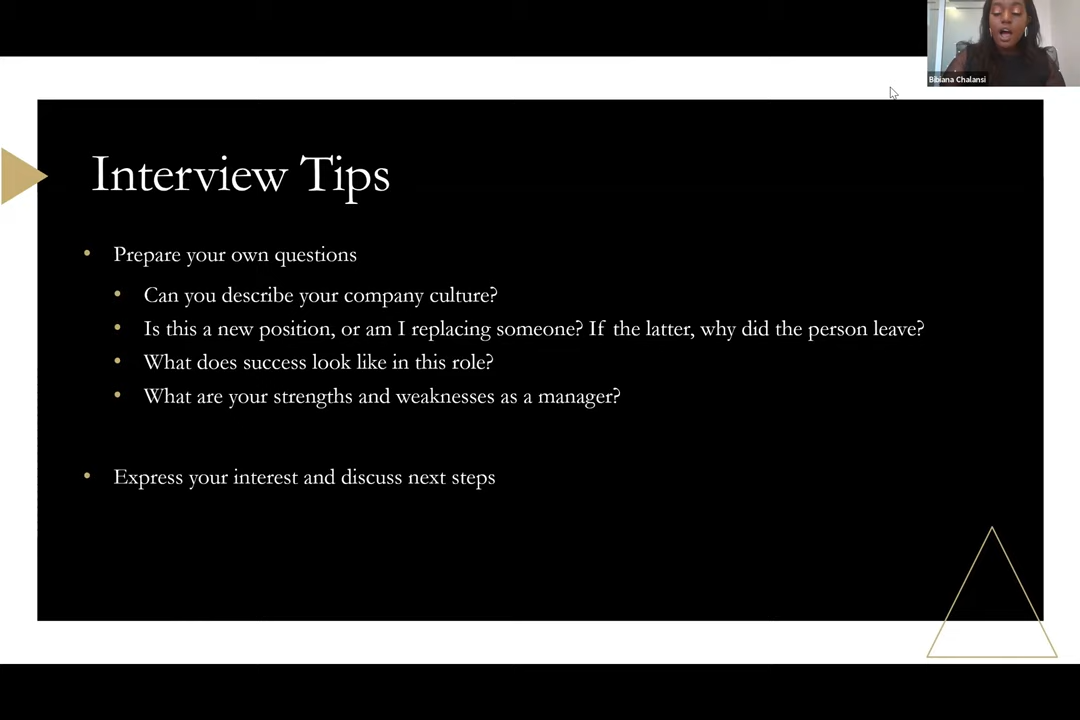 Bibiana Chalansi
Interview Tips
Prepare your own questions
Can you describe your company culture?
Is this a new position, or am I replacing someone? If the latter, why did the person leave?
What does success look like in this role?
What are your strengths and weaknesses as a manager?
Express your interest and discuss next steps